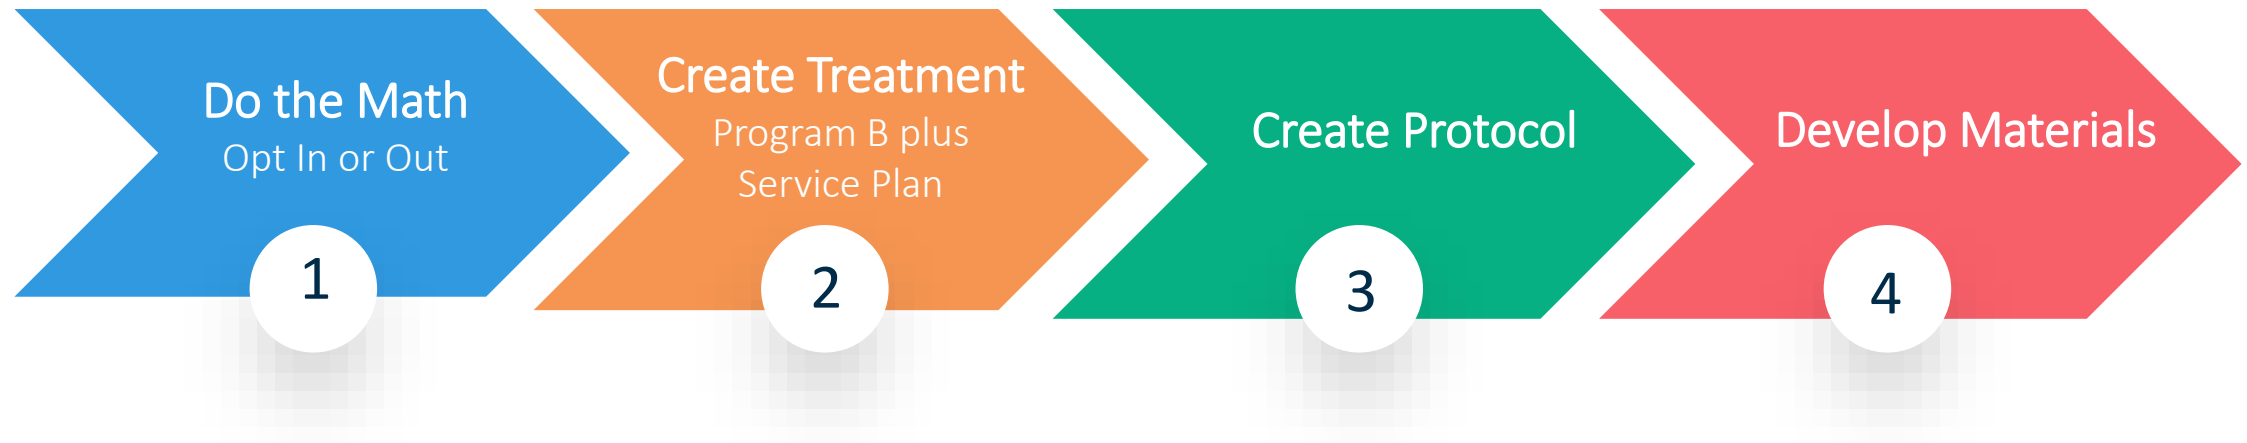 Do the Math
Opt In or Out
1
Create Treatment
Program B plus
Service Plan
2
Create Protocol
3
Develop Materials
4